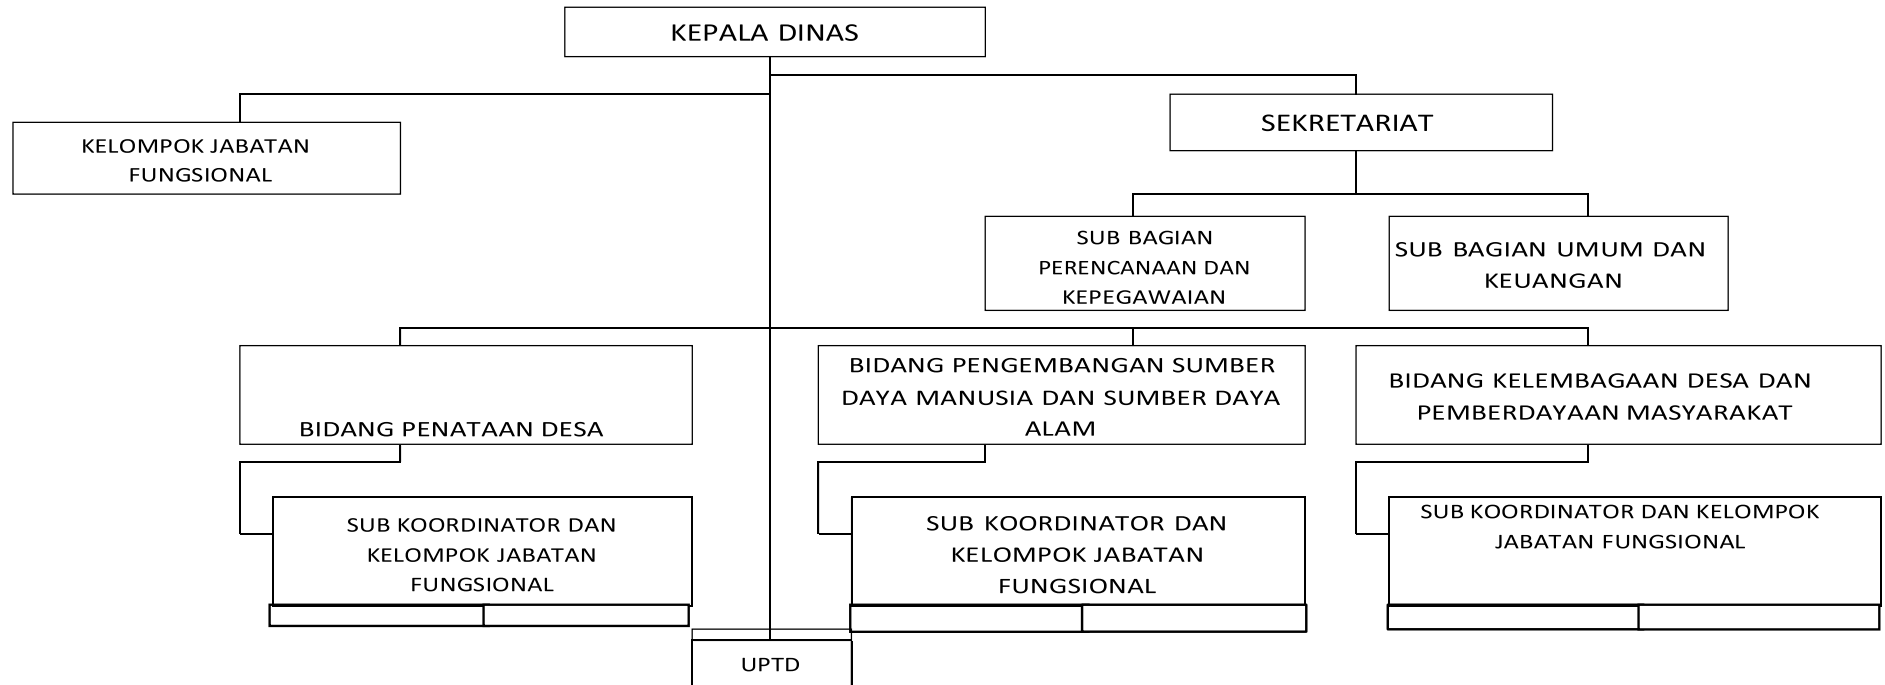 KEPALA DINAS
SEKRETARIAT
KELOMPOK JABATAN
FUNGSIONAL
SUB BAGIAN
PERENCANAAN DAN
KEPEGAWAIAN
SUB BAGIAN UMUM DAN
KEUANGAN
BIDANG PENATAAN DESA
BIDANG PENGEMBANGAN SUMBER
DAYA MANUSIA DAN SUMBER DAYA
ALAM
BIDANG KELEMBAGAAN DESA DAN
PEMBERDAYAAN MASYARAKAT
SUB KOORDINATOR DAN
KELOMPOK JABATAN
FUNGSIONAL
SUB KOORDINATOR DAN
KELOMPOK JABATAN
FUNGSIONAL
SUB KOORDINATOR DAN KELOMPOK
JABATAN FUNGSIONAL
UPTD